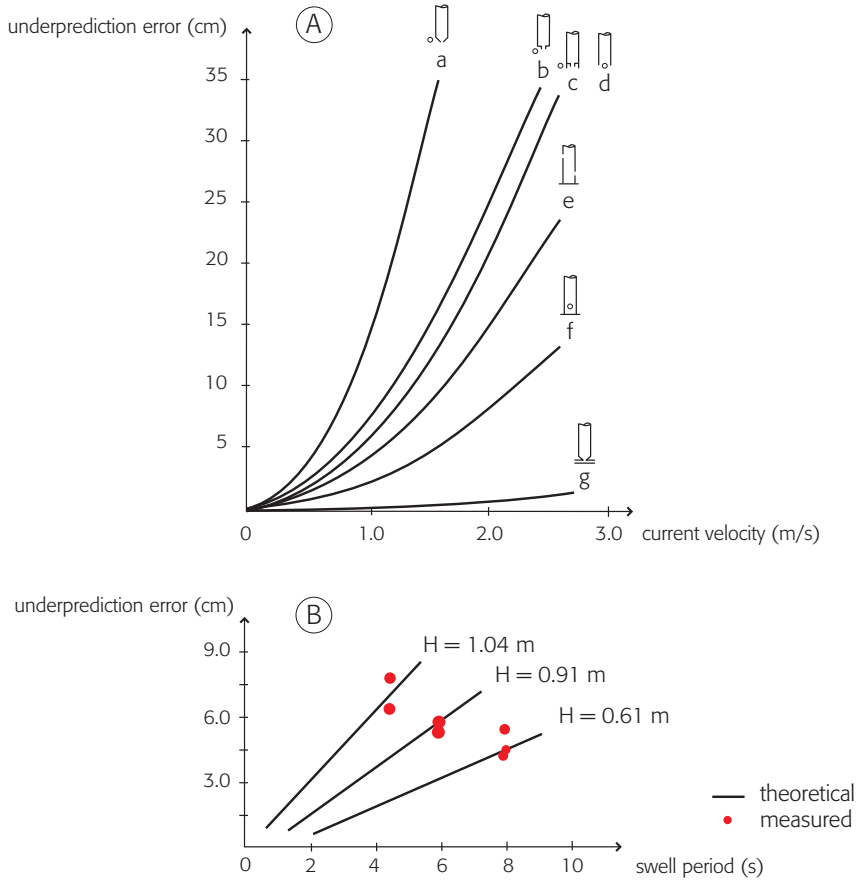 underprediction error (cm)
A
a
b
c
d
35
30
e
25
20
f
15
10
g
5
0
0
1.0
2.0
3.0
current velocity (m/s)
underprediction error (cm)
B
H = 1.04 m
9.0
H = 0.91 m
H = 0.61 m
6.0
3.0
theoretical
measured
0
2
4
6
8
10
swell period (s)